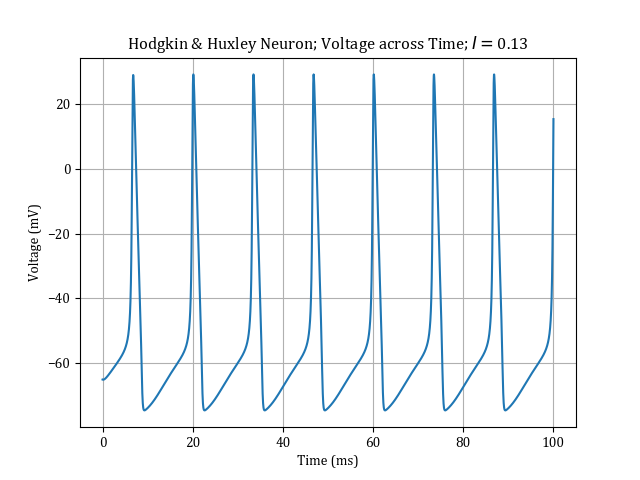 Hodgkin & Huxley Neuron; Voltage across Time; I = 0.13
Voltage (mV)
20
0
−20
−40
−60
0 20 40 60 80 100
Time (ms)